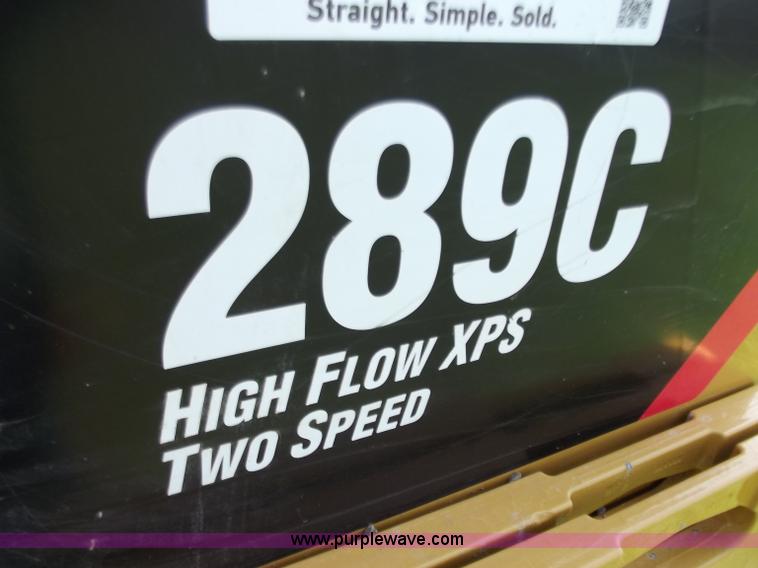 Straight. Simple. Sold.
289C
HIGH FLOW XPS
TWO SPEED
www.purplewave.com